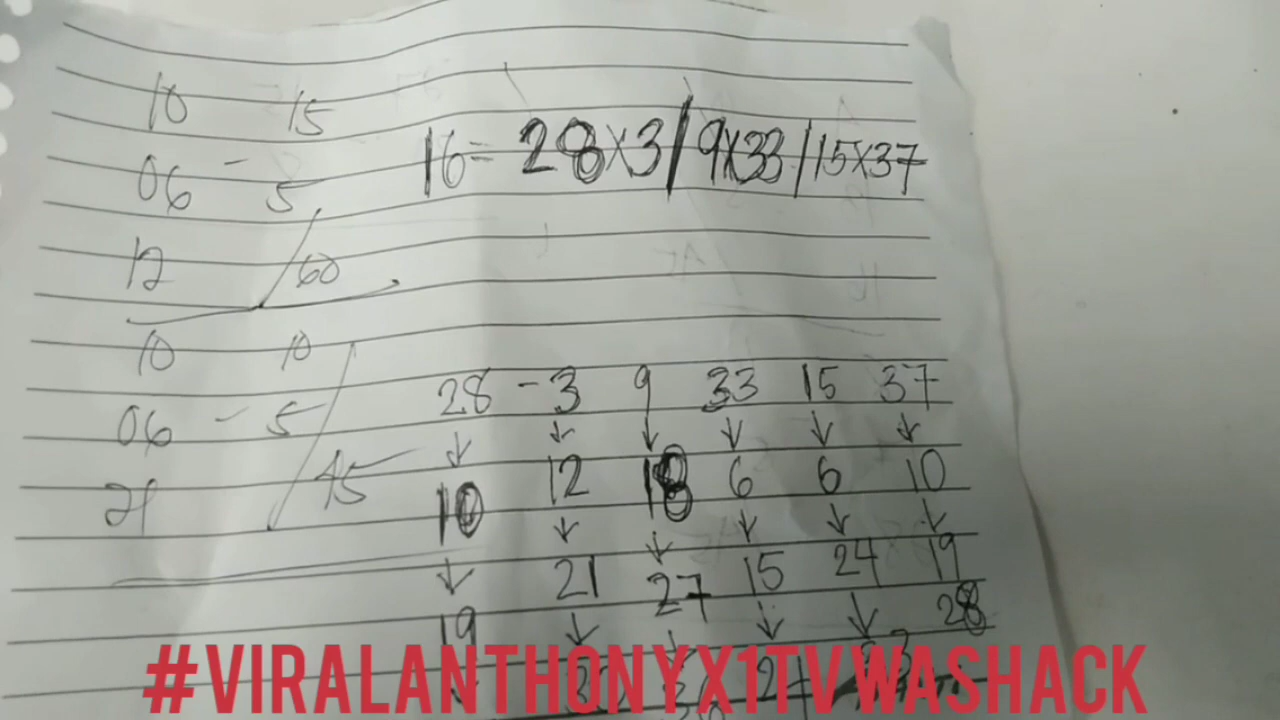 10 15
06 - 5
12 / 60
10 10
06 - 5
21 / 45
16 = 28x3 / 9x33 / 15x37
28 - 3 9 33 15 37
↓ ↓ ↓ ↓ ↓ ↓
10 12 18 6 6 10
↓ ↓ ↓ ↓ ↓ ↓
19 21 27 15 24 19
28
#VIRALANTHONYX1TVWASHACK